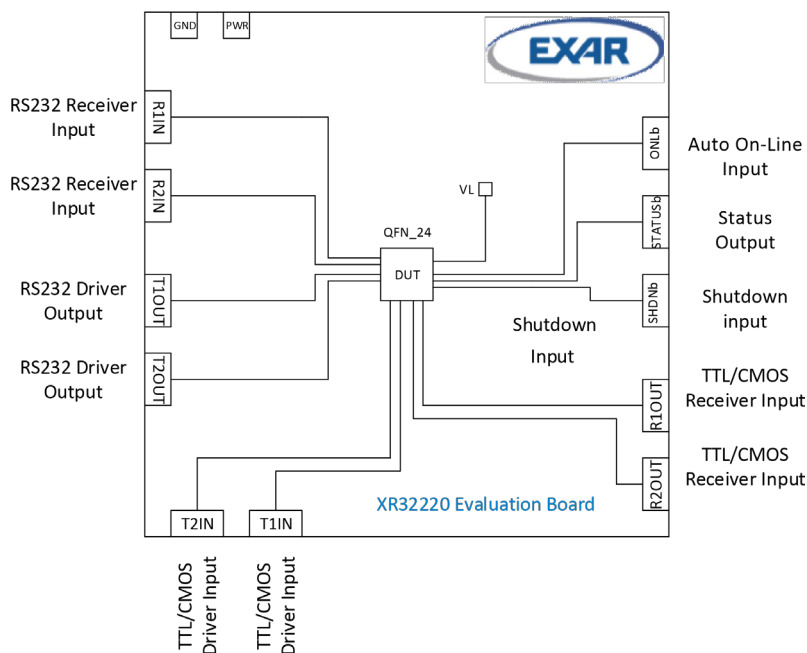 GND
PWR
EXAR
RS232 Receiver
Input
R1IN
ONLb
Auto On-Line
Input
RS232 Receiver
Input
R2IN
VL
STATUSb
Status
Output
QFN_24
DUT
RS232 Driver
Output
T1OUT
SHDNb
Shutdown
input
Shutdown
Input
RS232 Driver
Output
T2OUT
R1OUT
TTL/CMOS
Receiver Input
R2OUT
TTL/CMOS
Receiver Input
XR32220 Evaluation Board
T2IN
T1IN
TTL/CMOS
Driver Input
TTL/CMOS
Driver Input